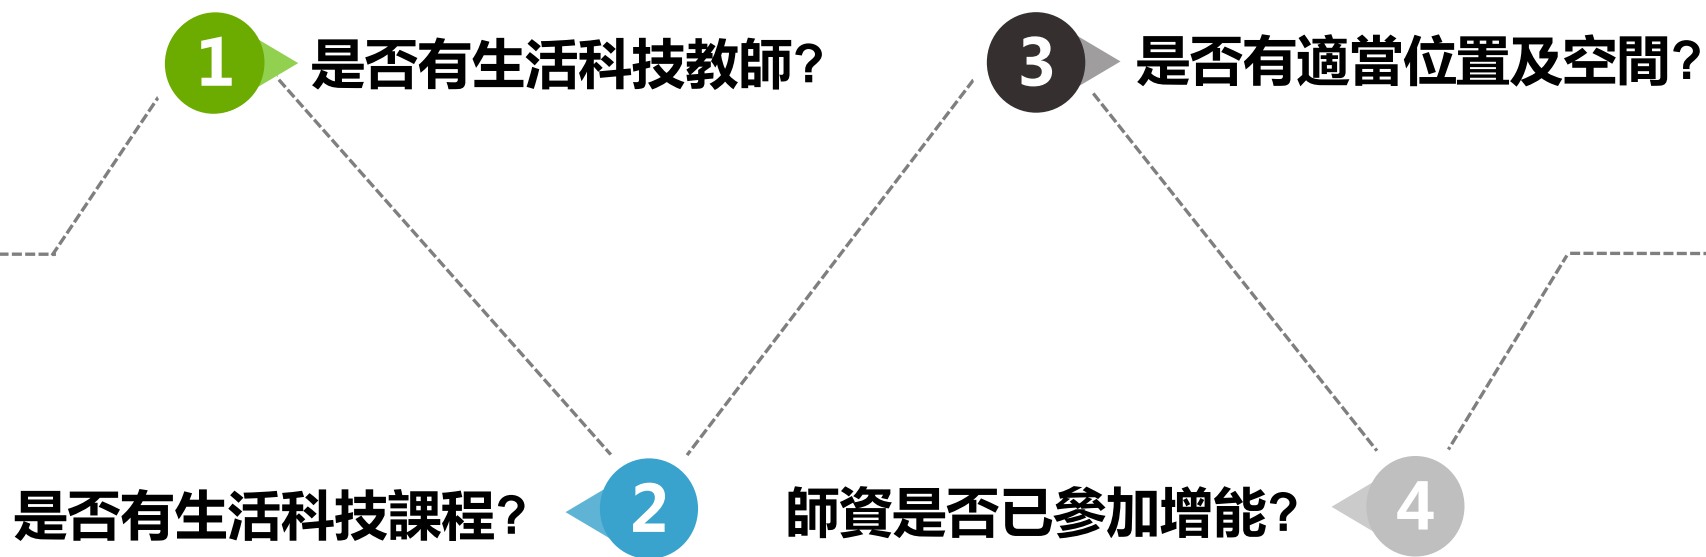 1 是否有生活科技教師?
2 是否有生活科技課程?
3 是否有適當位置及空間?
4 師資是否已參加增能?